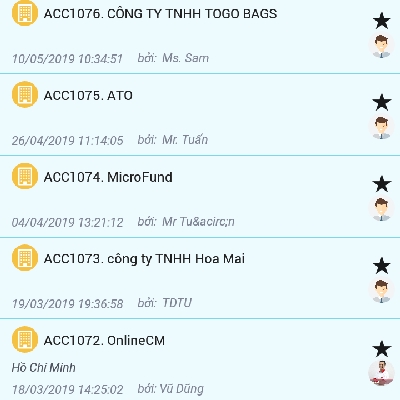 ACC1076. CÔNG TY TNHH TOGO BAGS
10/05/2019 10:34:51 bởi: Ms. Sam
ACC1075. ATO
26/04/2019 11:14:05 bởi: Mr. Tuấn
ACC1074. MicroFund
04/04/2019 13:21:12 bởi: Mr Tu&acirc;n
ACC1073. công ty TNHH Hoa Mai
19/03/2019 19:36:58 bởi: TDTU
ACC1072. OnlineCM
Hồ Chí Minh
18/03/2019 14:25:02 bởi: Vũ Dũng